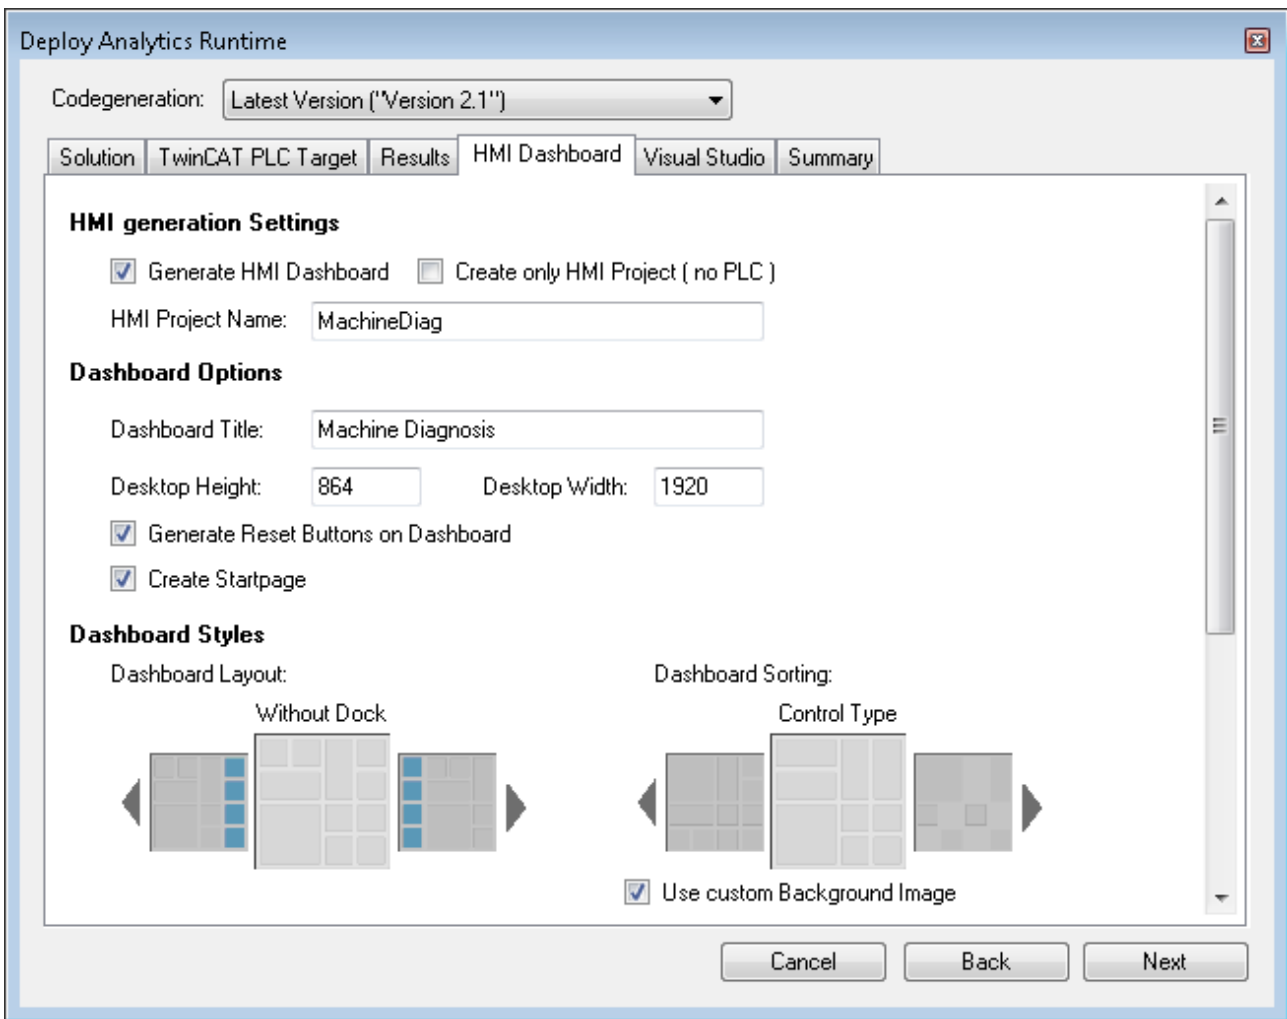 Deploy Analytics Runtime
Codegeneration: Latest Version ("Version 2.1")
Solution TwinCAT PLC Target Results HMI Dashboard Visual Studio Summary
HMI generation Settings
Generate HMI Dashboard Create only HMI Project ( no PLC )
HMI Project Name: MachineDiag
Dashboard Options
Dashboard Title: Machine Diagnosis
Desktop Height: 864 Desktop Width: 1920
Generate Reset Buttons on Dashboard
Create Startpage
Dashboard Styles
Dashboard Layout: Dashboard Sorting:
Without Dock Control Type
Use custom Background Image
Cancel Back Next